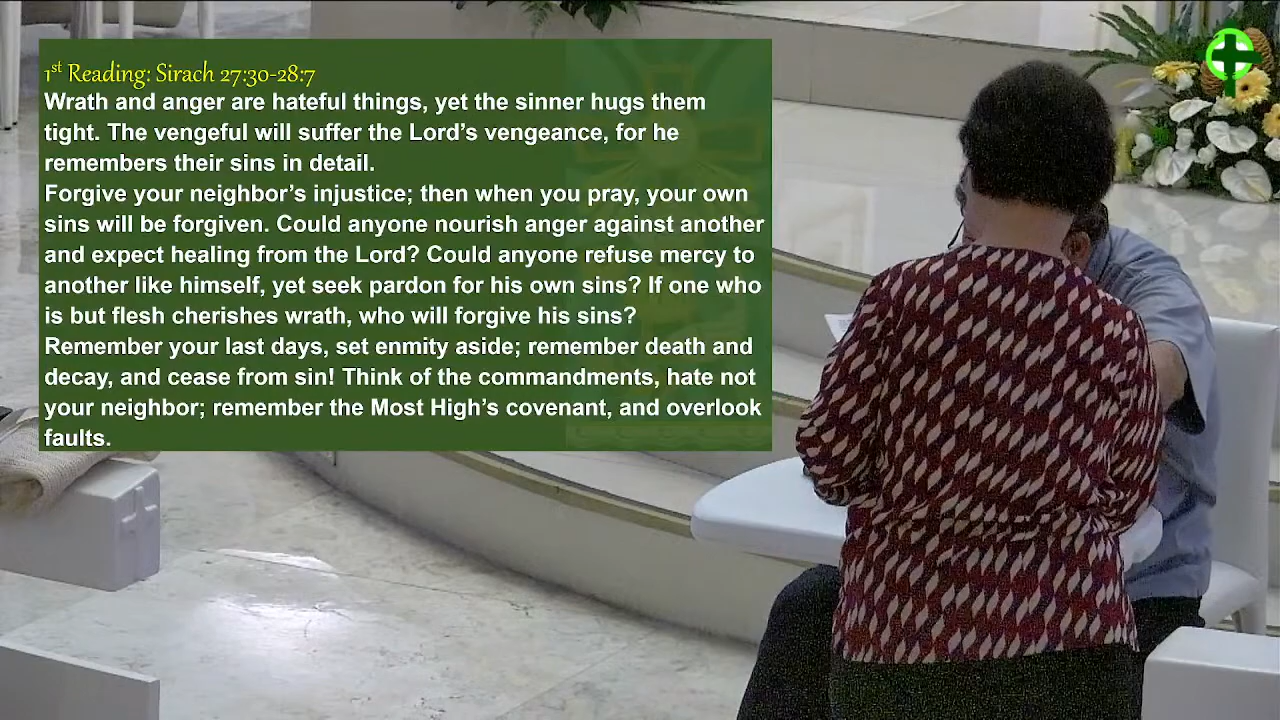 1st Reading: Sirach 27:30-28:7
Wrath and anger are hateful things, yet the sinner hugs them
tight. The vengeful will suffer the Lord’s vengeance, for he
remembers their sins in detail.
Forgive your neighbor’s injustice; then when you pray, your own
sins will be forgiven. Could anyone nourish anger against another
and expect healing from the Lord? Could anyone refuse mercy to
another like himself, yet seek pardon for his own sins? If one who
is but flesh cherishes wrath, who will forgive his sins?
Remember your last days, set enmity aside; remember death and
decay, and cease from sin! Think of the commandments, hate not
your neighbor; remember the Most High’s covenant, and overlook
faults.